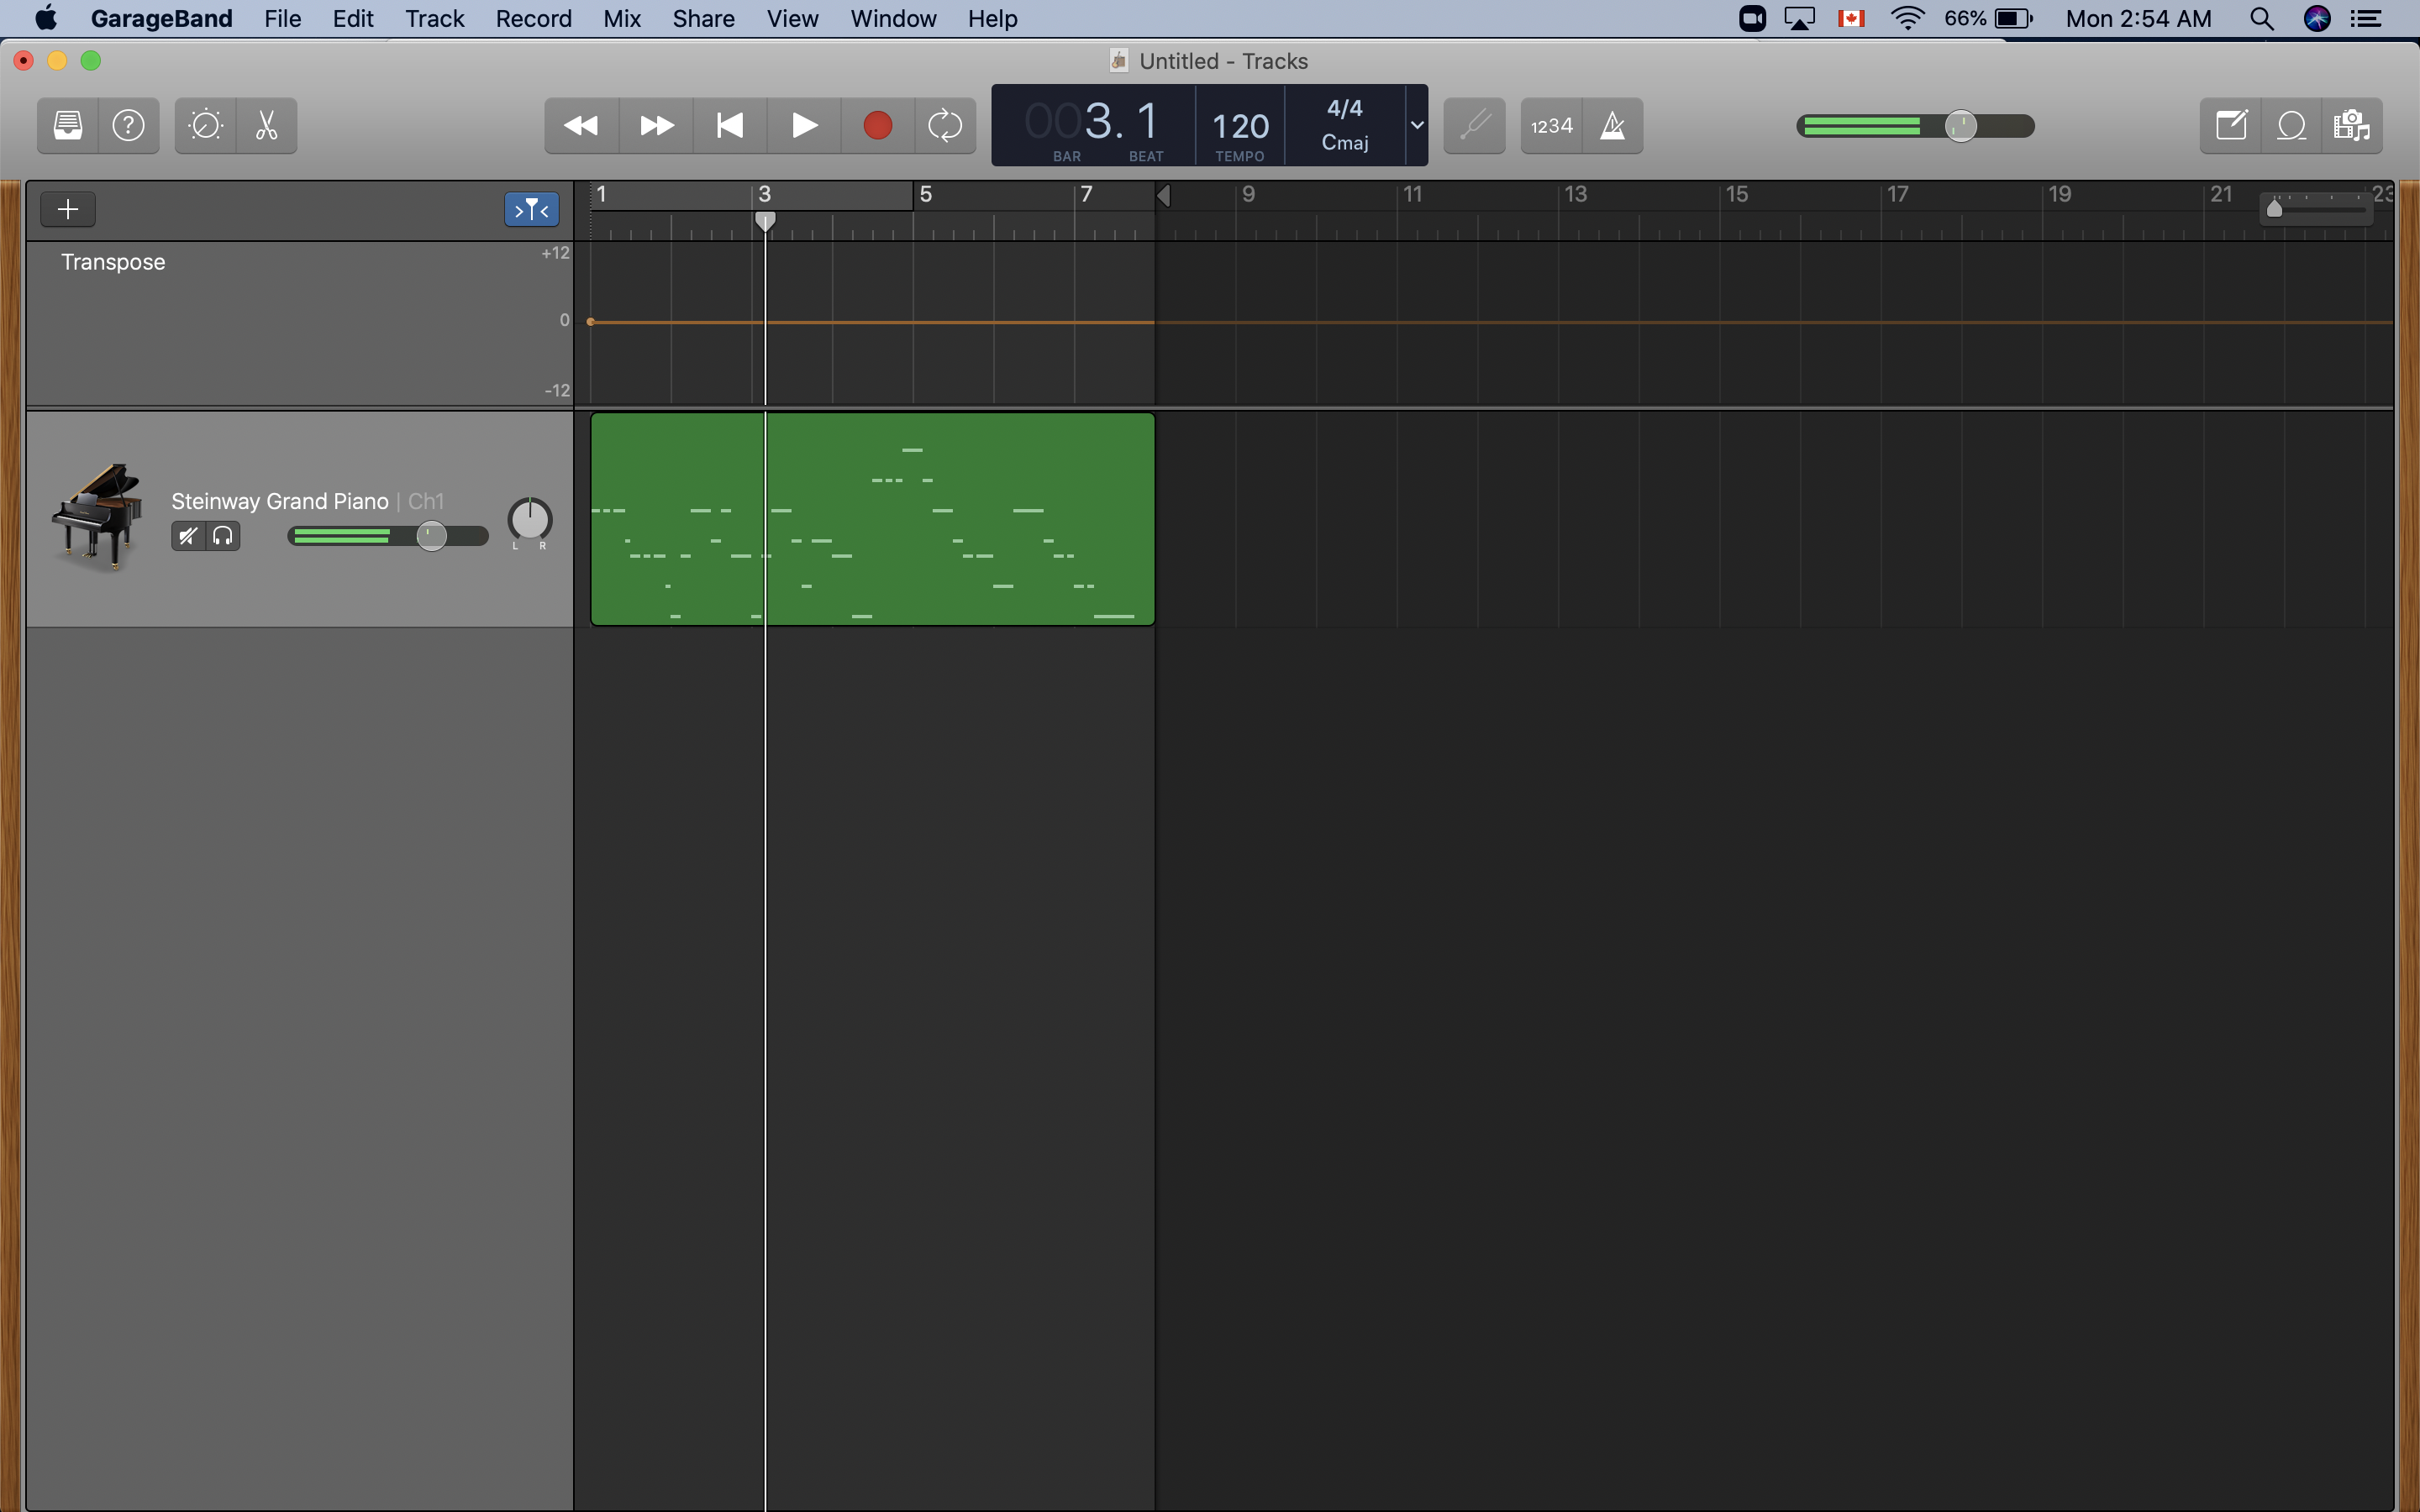 GarageBand File Edit Track Record Mix Share View Window Help 66% Mon 2:54 AM
Untitled - Tracks
003. 1 120 4/4
Cmaj
BAR BEAT TEMPO
1234
1 3 5 7 9 11 13 15 17 19 21 23
Transpose +12
0
-12
Steinway Grand Piano | Ch1
L R